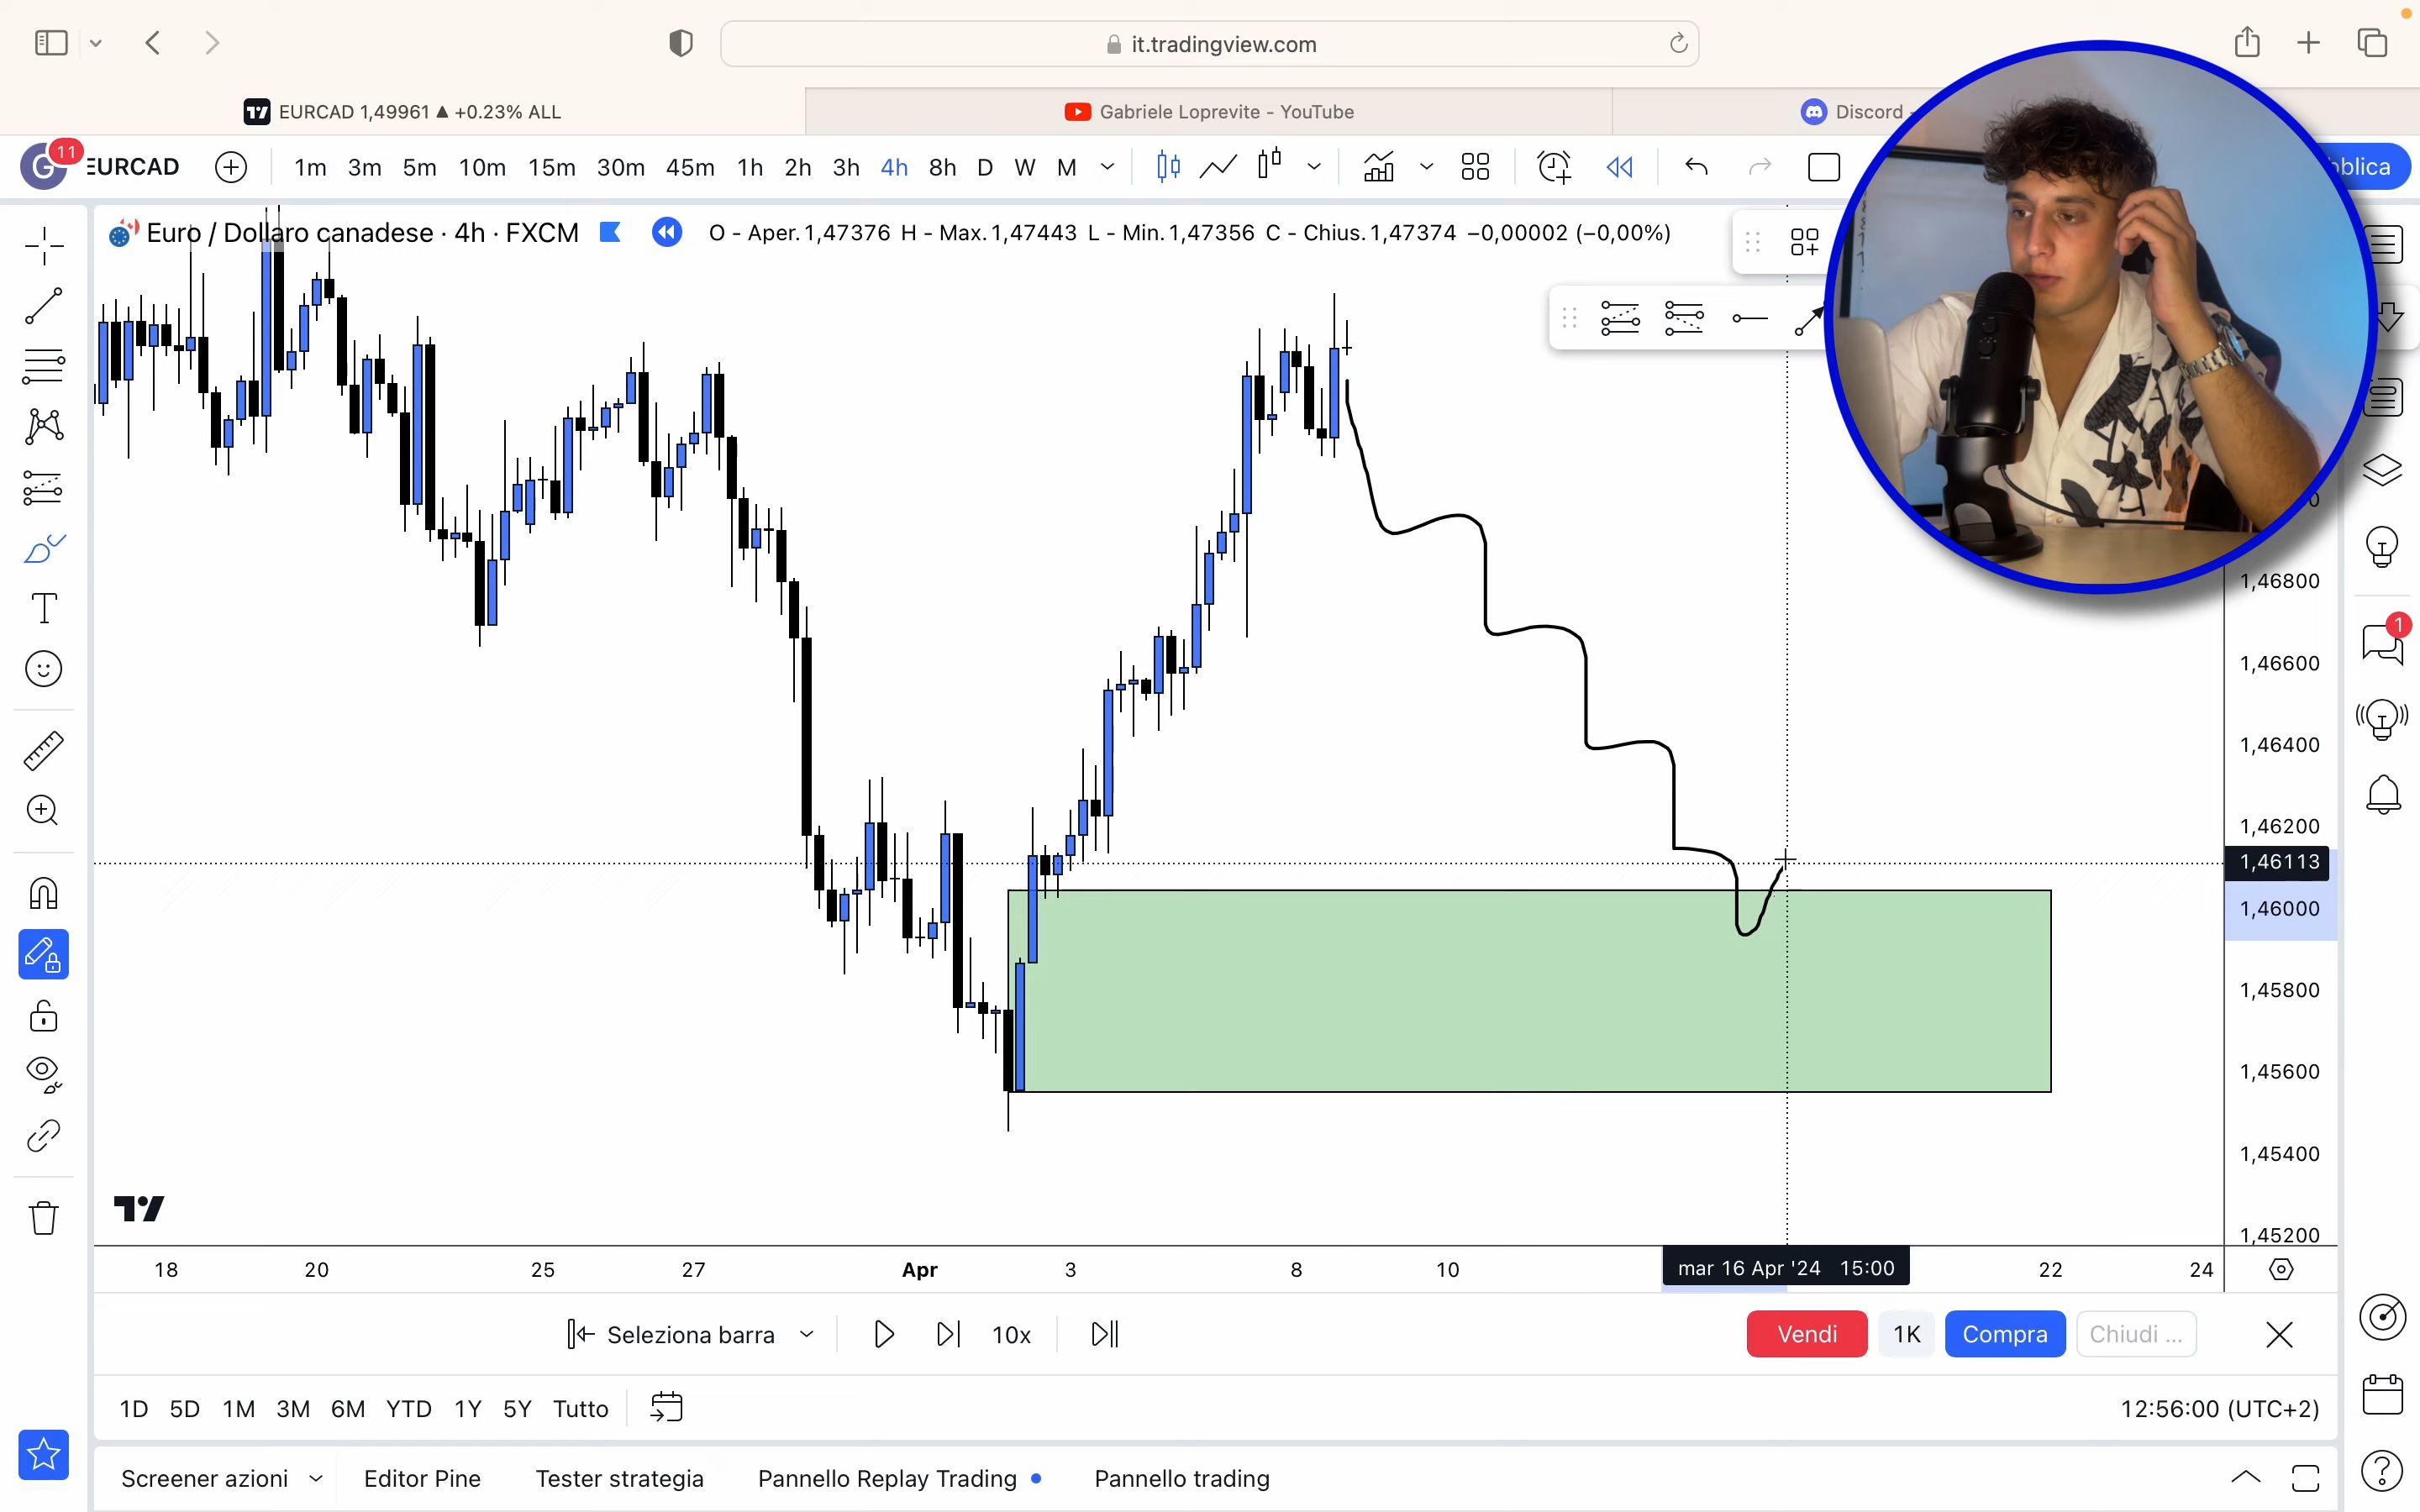 it.tradingview.com
EURCAD 1,49961 ▲ +0.23% ALL
Gabriele Loprevite - YouTube
Discord
G 11 EURCAD 1m 3m 5m 10m 15m 30m 45m 1h 2h 3h 4h 8h D W M
Euro / Dollaro canadese · 4h · FXCM O - Aper. 1,47376 H - Max. 1,47443 L - Min. 1,47356 C - Chius. 1,47374 −0,00002 (−0,00%)
1,46800
1
1,46600
1,46400
1,46200
1,46113
1,46000
1,45800
1,45600
1,45400
1,45200
18 20 25 27 Apr 3 8 10 mar 16 Apr '24 15:00 22 24
Seleziona barra 10x Vendi 1K Compra Chiudi ...
1D 5D 1M 3M 6M YTD 1Y 5Y Tutto 12:56:00 (UTC+2)
Screener azioni Editor Pine Tester strategia Pannello Replay Trading Pannello trading